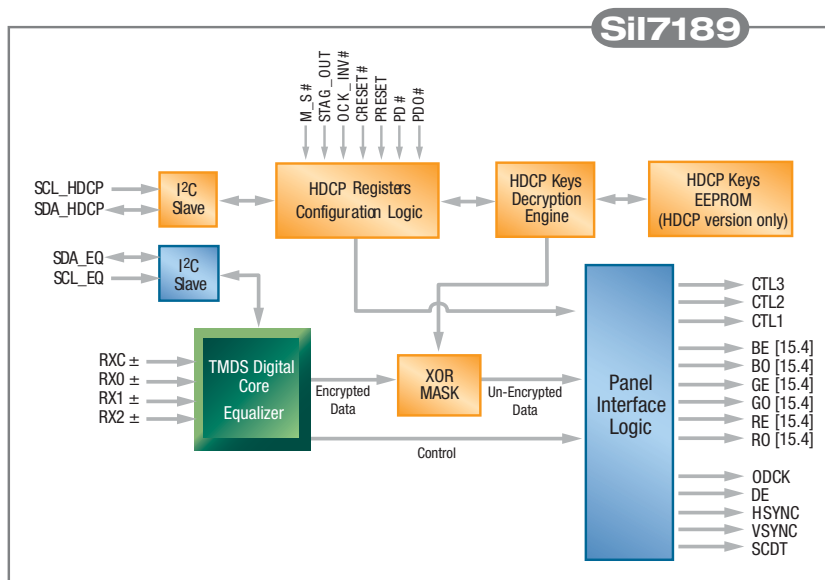 SiI7189
M_S#
STAG_OUT
OCK_INV#
CRESET#
PRESET
PD#
PDO#
SCL_HDCP
SDA_HDCP
I²C
Slave
HDCP Registers
Configuration Logic
HDCP Keys
Decryption
Engine
HDCP Keys
EEPROM
(HDCP version only)
SDA_EQ
SCL_EQ
I²C
Slave
RXC ±
RX0 ±
RX1 ±
RX2 ±
TMDS Digital
Core
Equalizer
Encrypted
Data
XOR
MASK
Un-Encrypted
Data
Control
Panel
Interface
Logic
CTL3
CTL2
CTL1
BE [15.4]
BO [15.4]
GE [15.4]
GO [15.4]
RE [15.4]
RO [15.4]
ODCK
DE
HSYNC
VSYNC
SCDT